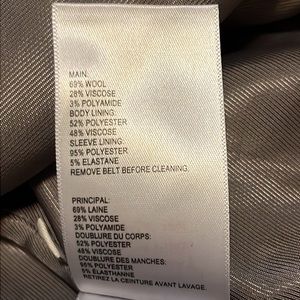 MAIN:
69% WOOL
28% VISCOSE
3% POLYAMIDE
BODY LINING:
52% POLYESTER
48% VISCOSE
SLEEVE LINING:
95% POLYESTER
5% ELASTANE
REMOVE BELT BEFORE CLEANING.
PRINCIPAL:
69% LAINE
28% VISCOSE
3% POLYAMIDE
DOUBLURE DU CORPS:
52% POLYESTER
48% VISCOSE
DOUBLURE DES MANCHES:
95% POLYESTER
5% ÉLASTHANNE
RETIREZ LA CEINTURE AVANT LAVAGE.